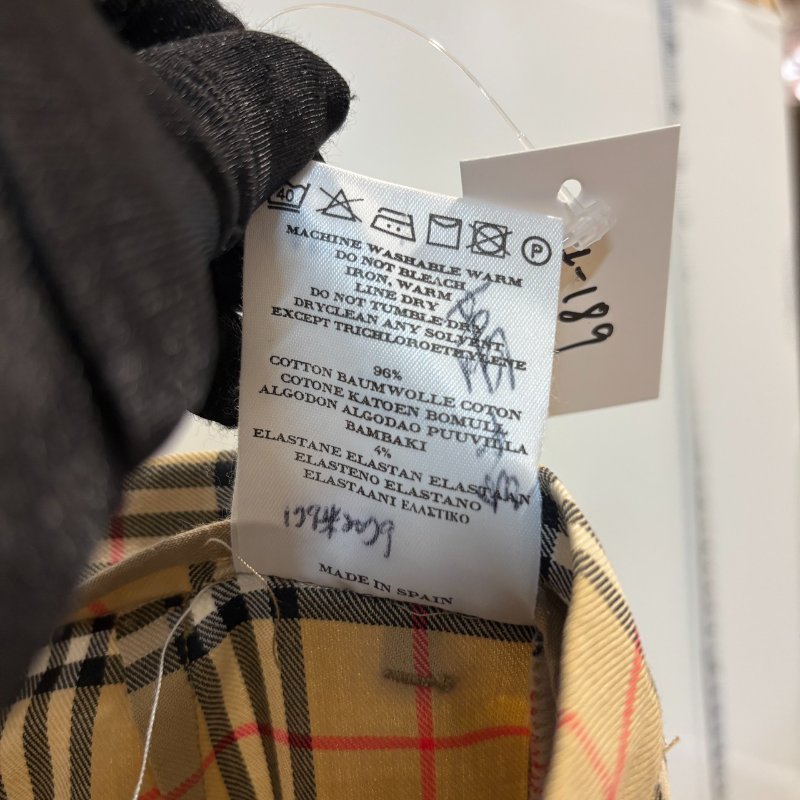 40
P
MACHINE WASHABLE WARM
DO NOT BLEACH
IRON, WARM
LINE DRY
DO NOT TUMBLE DRY
DRYCLEAN ANY SOLVENT
EXCEPT TRICHLOROETHYLENE
96%
COTTON BAUMWOLLE COTON
COTONE KATOEN BOMULL
ALGODON ALGODAO PUUVILLA
BAMBAKI
4%
ELASTANE ELASTAN ELASTAAN
ELASTENO ELASTANO
ELASTAANI ΕΛΑΣΤΙΚΟ
MADE IN SPAIN
-189